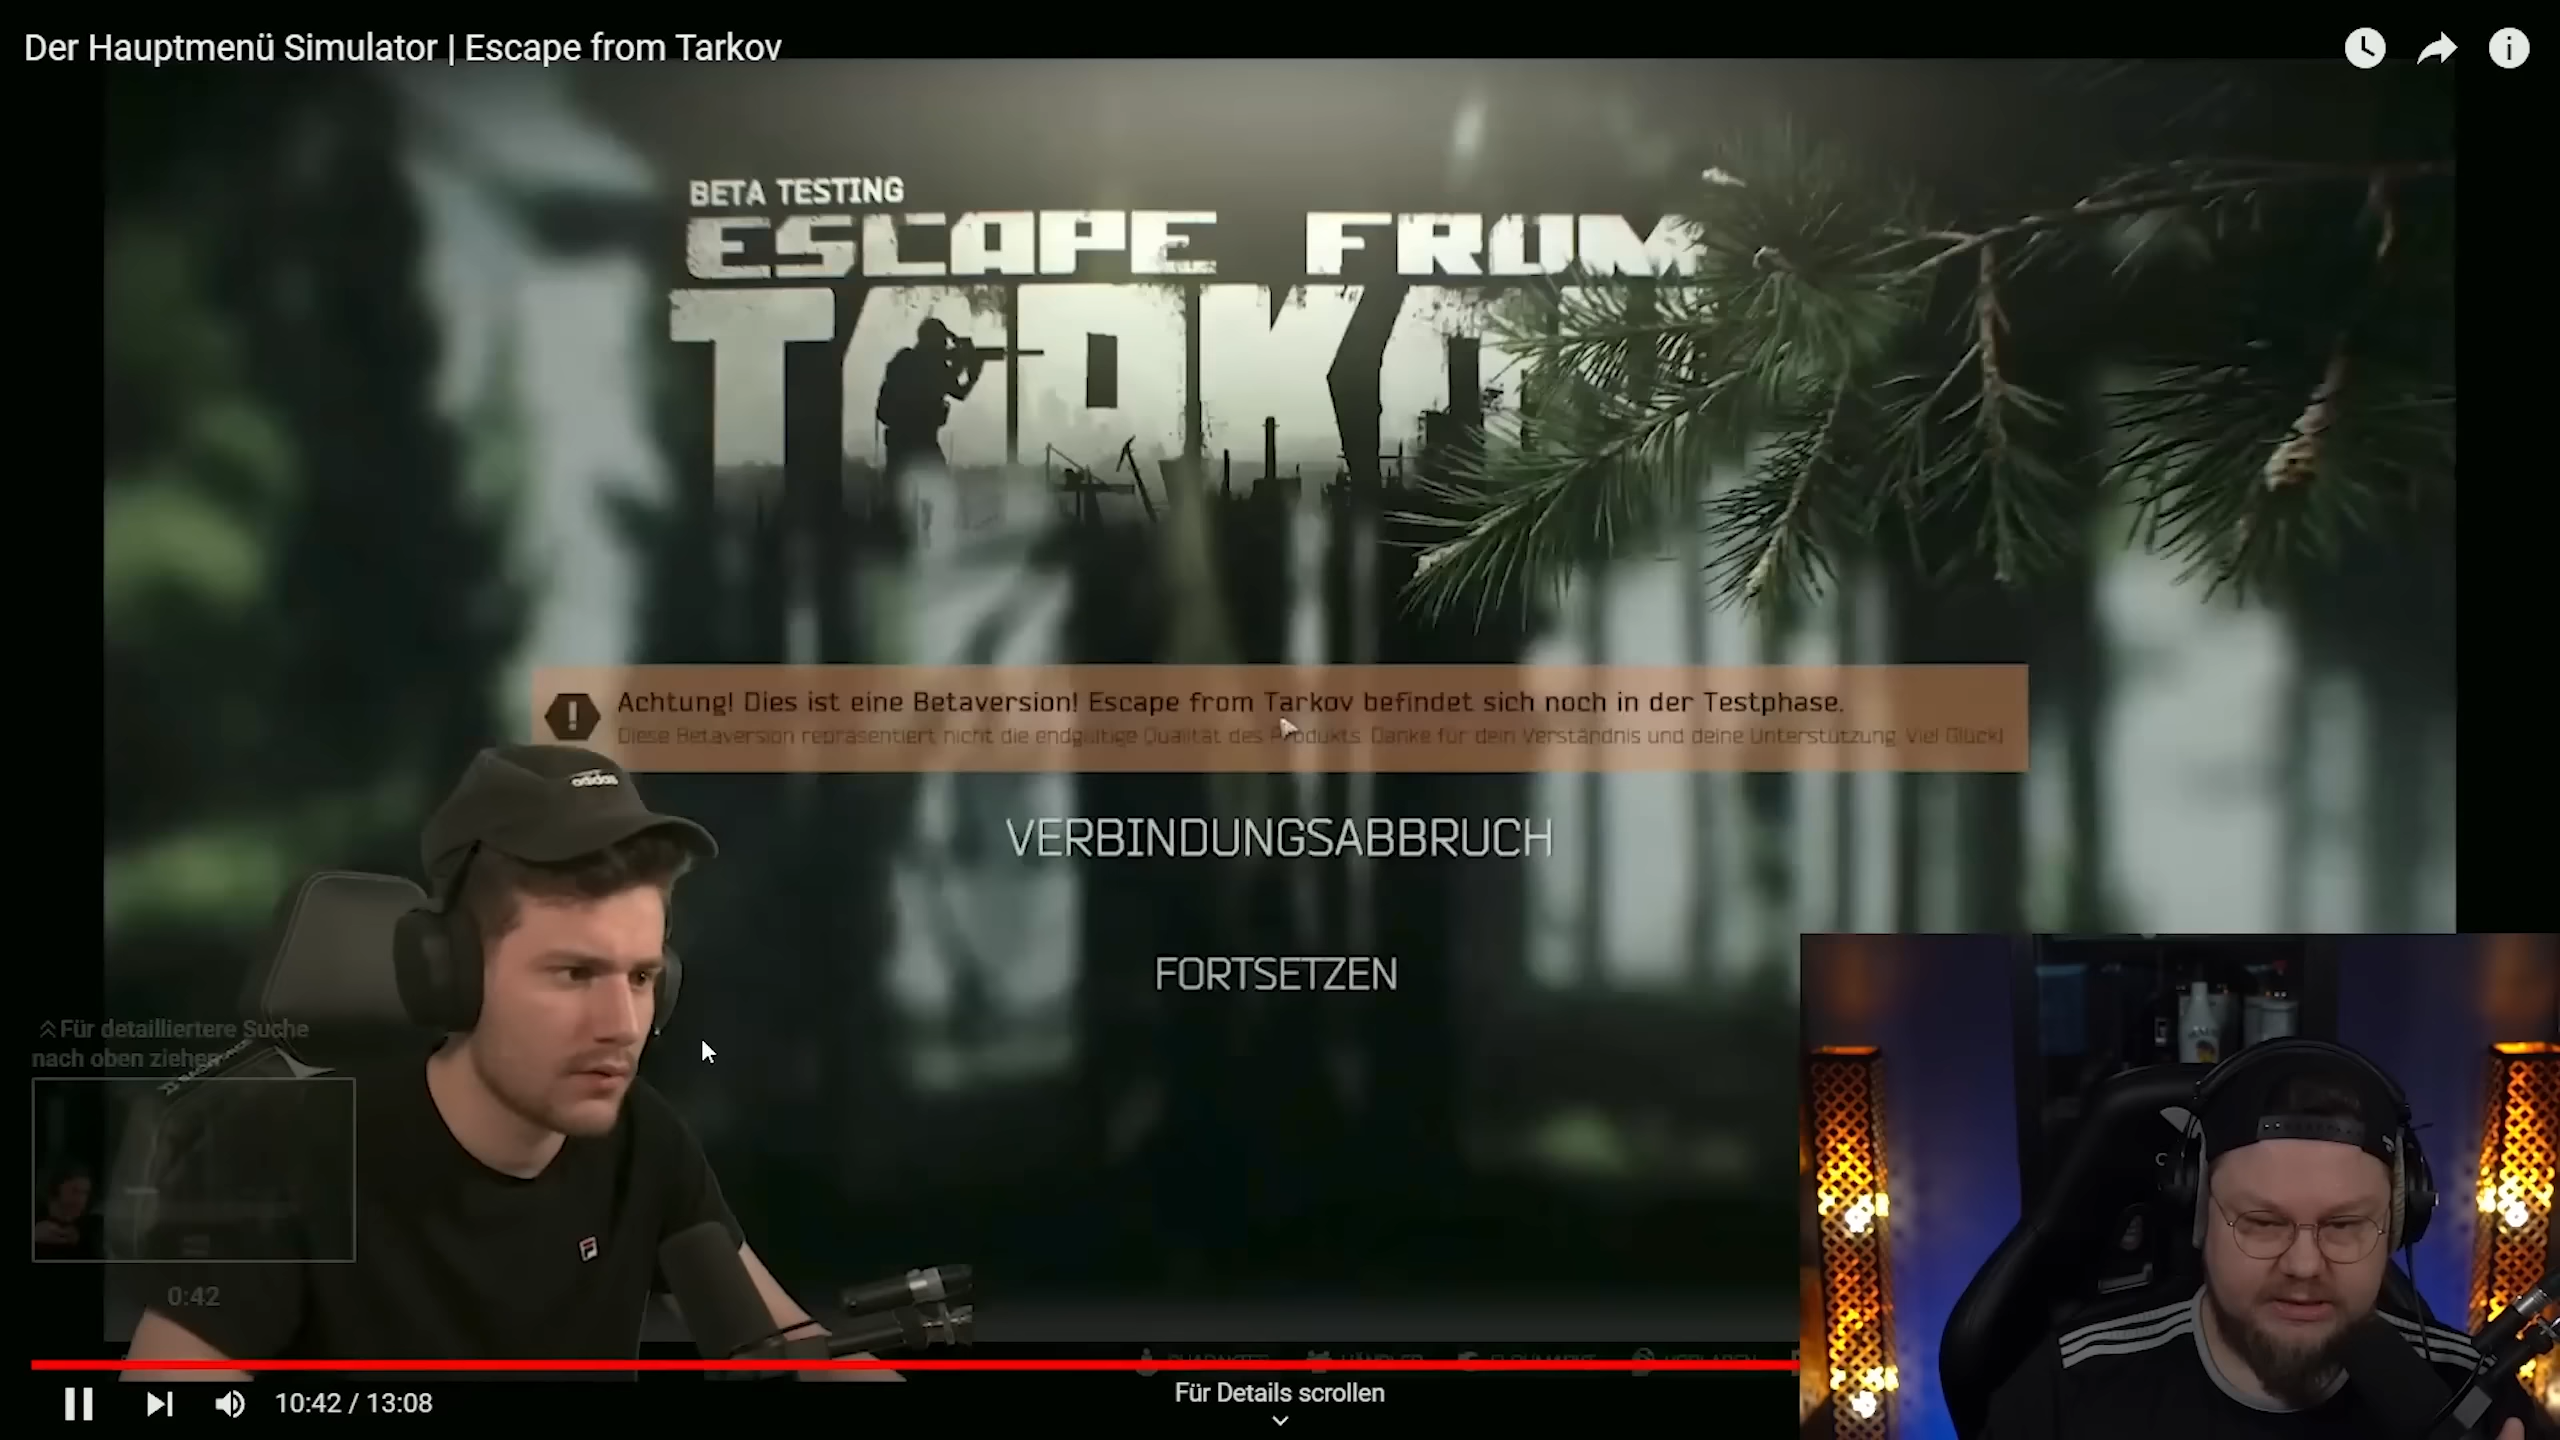 Der Hauptmenü Simulator | Escape from Tarkov
BETA TESTING
ESCAPE FROM
Achtung! Dies ist eine Betaversion! Escape from Tarkov befindet sich noch in der Testphase.
Diese Betaversion repräsentiert nicht die endgültige Qualität des Produkts. Danke für dein Verständnis und deine Unterstützung. Viel Glück!
adidas
VERBINDUNGSABBRUCH
FORTSETZEN
Für detailliertere Suche
nach oben ziehen
0:42
10:42 / 13:08
Für Details scrollen